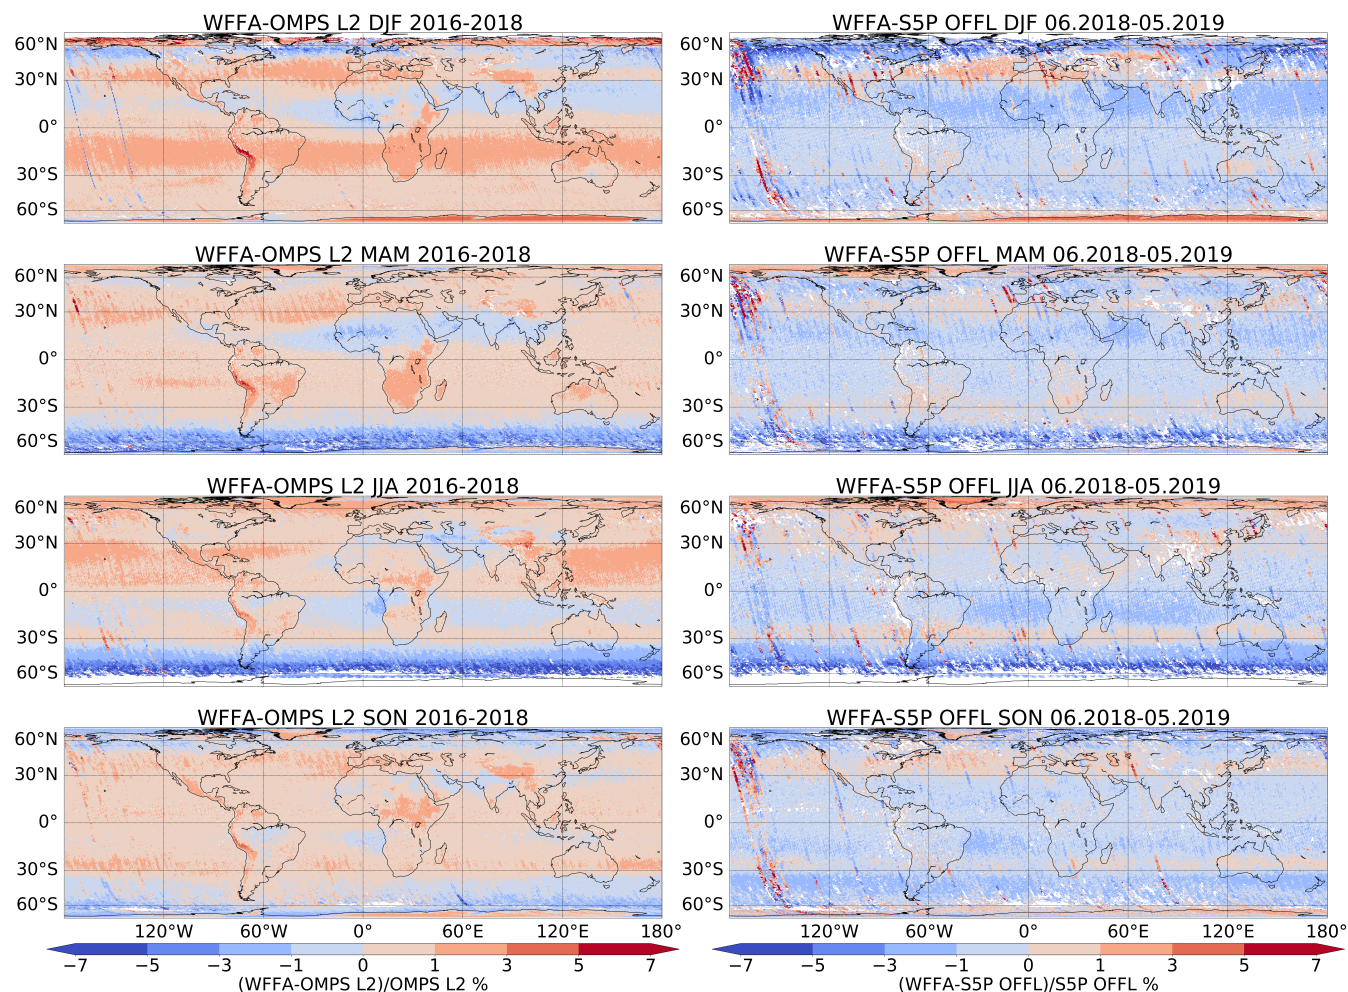 WFFA-OMPS L2 DJF 2016-2018
WFFA-S5P OFFL DJF 06.2018-05.2019
60°N
30°N
0°
30°S
60°S
60°N
30°N
0°
30°S
60°S
WFFA-OMPS L2 MAM 2016-2018
WFFA-S5P OFFL MAM 06.2018-05.2019
60°N
30°N
0°
30°S
60°S
60°N
30°N
0°
30°S
60°S
WFFA-OMPS L2 JJA 2016-2018
WFFA-S5P OFFL JJA 06.2018-05.2019
60°N
30°N
0°
30°S
60°S
60°N
30°N
0°
30°S
60°S
WFFA-OMPS L2 SON 2016-2018
WFFA-S5P OFFL SON 06.2018-05.2019
60°N
30°N
0°
30°S
60°S
60°N
30°N
0°
30°S
60°S
120°W 60°W 0° 60°E 120°E 180°
120°W 60°W 0° 60°E 120°E 180°
−7 −5 −3 −1 0 1 3 5 7
−7 −5 −3 −1 0 1 3 5 7
(WFFA-OMPS L2)/OMPS L2 %
(WFFA-S5P OFFL)/S5P OFFL %